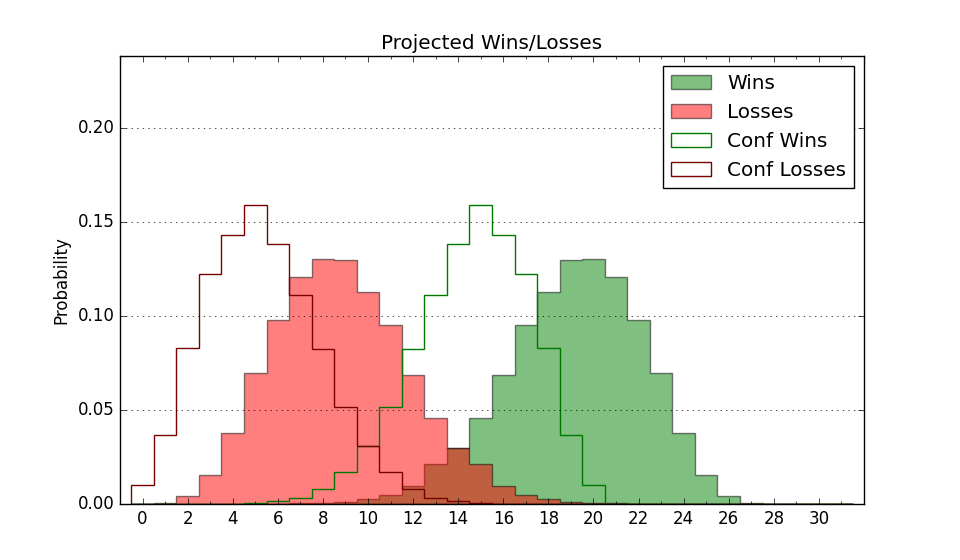 Projected Wins/Losses
Wins
Losses
Conf Wins
Conf Losses
Probability
0.20
0.15
0.10
0.05
0.00
0 2 4 6 8 10 12 14 16 18 20 22 24 26 28 30